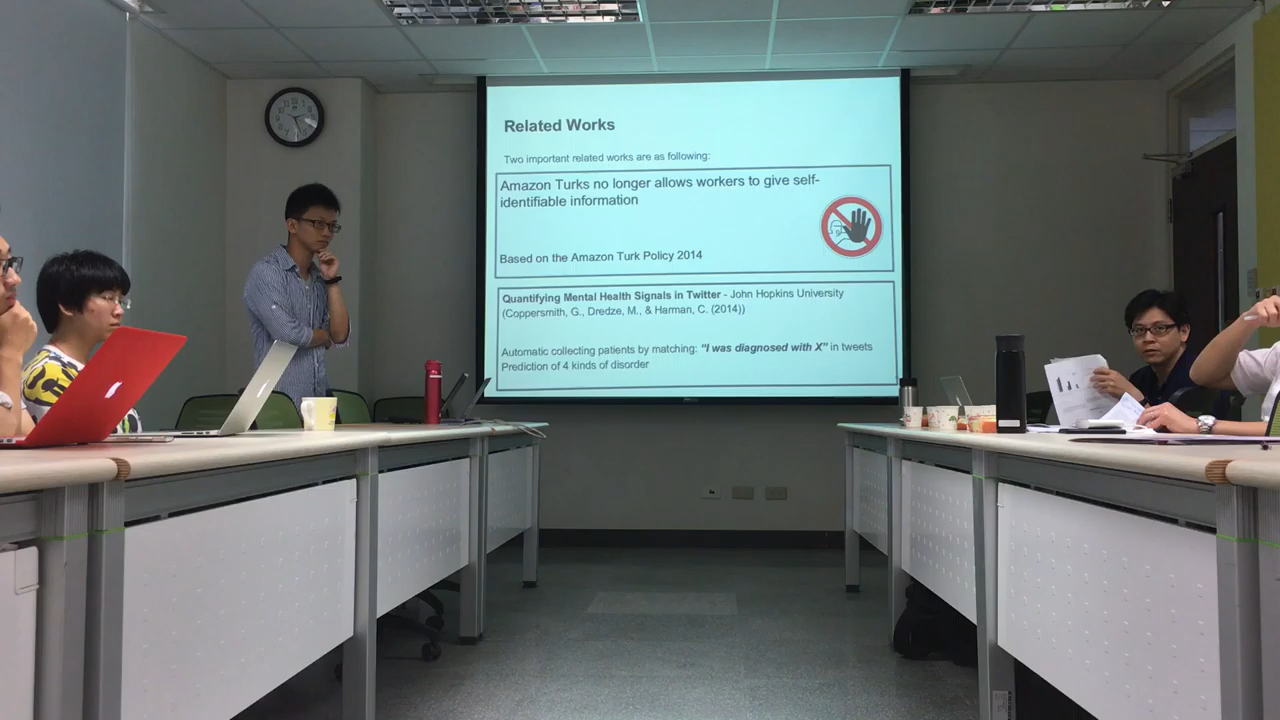 Related Works
Two important related works are as following:
Amazon Turks no longer allows workers to give self-
identifiable information
Based on the Amazon Turk Policy 2014
Quantifying Mental Health Signals in Twitter - John Hopkins University
(Coppersmith, G., Dredze, M., & Harman, C. (2014))
Automatic collecting patients by matching: “I was diagnosed with X” in tweets
Prediction of 4 kinds of disorder